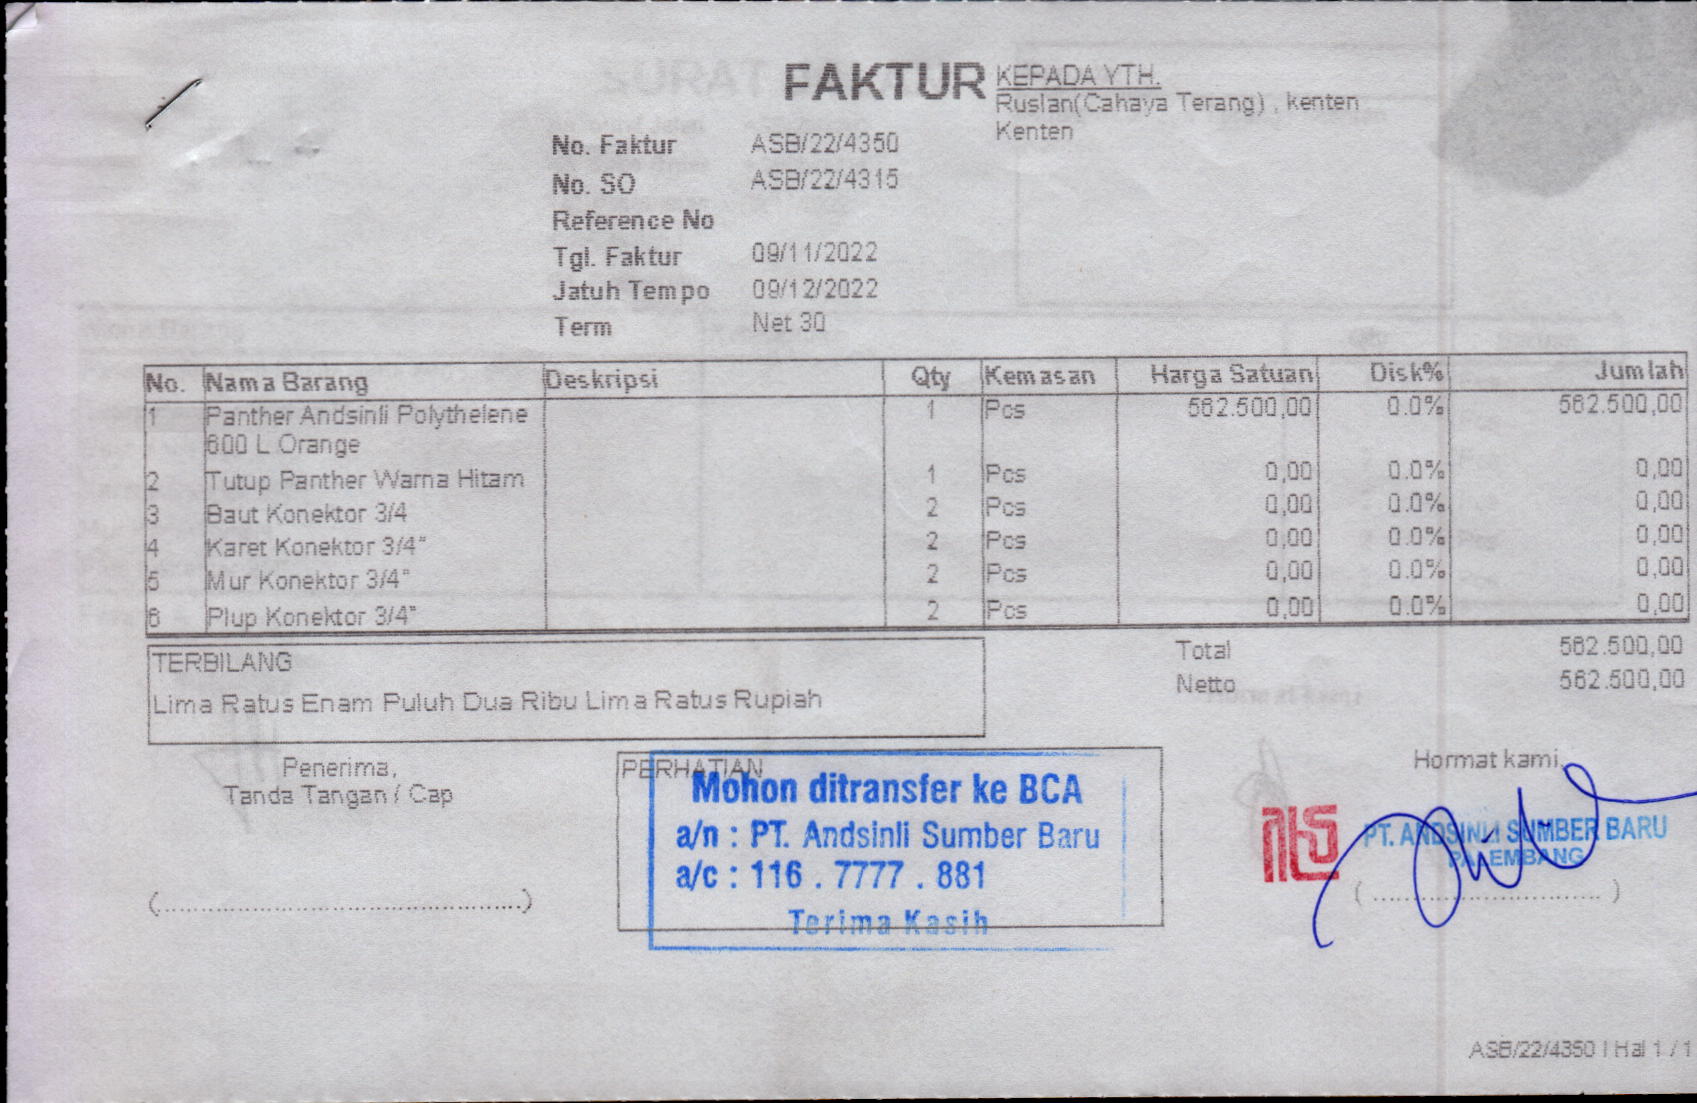 FAKTUR
KEPADA YTH.
Ruslan(Cahaya Terang) , kenten
Kenten
No. Faktur ASB/22/4350
No. SO ASB/22/4315
Reference No
Tgl. Faktur 09/11/2022
Jatuh Tempo 09/12/2022
Term Net 30
No. Nama Barang Deskripsi Qty Kemasan Harga Satuan Disk% Jumlah
1 Panther Andsinli Polythelene 1 Pcs 562.500,00 0.0% 562.500,00
600 L Orange
2 Tutup Panther Warna Hitam 1 Pcs 0,00 0.0% 0,00
3 Baut Konektor 3/4 2 Pcs 0,00 0.0% 0,00
4 Karet Konektor 3/4" 2 Pcs 0,00 0.0% 0,00
5 Mur Konektor 3/4" 2 Pcs 0,00 0.0% 0,00
6 Plup Konektor 3/4" 2 Pcs 0,00 0.0% 0,00
TERBILANG
Lima Ratus Enam Puluh Dua Ribu Lima Ratus Rupiah
Total 562.500,00
Netto 562.500,00
Penerima,
Tanda Tangan / Cap
(................................................)
PERHATIAN
Mohon ditransfer ke BCA
a/n : PT. Andsinli Sumber Baru
a/c : 116 . 7777 . 881
Terima Kasih
Hormat kami,
PT. ANDSINLI SUMBER BARU
PALEMBANG
( .............................. )
ASB/22/4350 | Hal 1 / 1